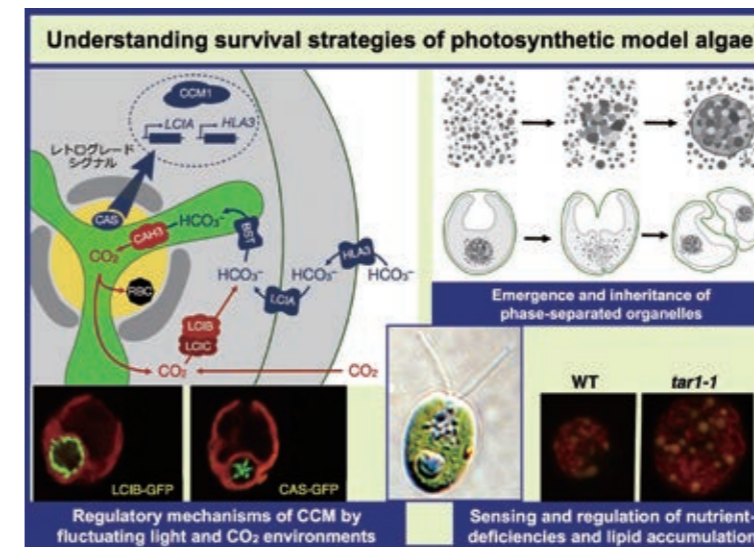 Understanding survival strategies of photosynthetic model algae
CCM1
LCIA
HLA3
レトログレード
シグナル
CAS
HCO₃⁻
CAH3
CO₂
BST
RBC
HCO₃⁻
LCIA
HCO₃⁻
HLA3
HCO₃⁻
LCIB
LCIC
CO₂
CO₂
LCIB-GFP
CAS-GFP
Regulatory mechanisms of CCM by
fluctuating light and CO₂ environments
Emergence and inheritance of
phase-separated organelles
WT
tar1-1
Sensing and regulation of nutrient-
deficiencies and lipid accumulation